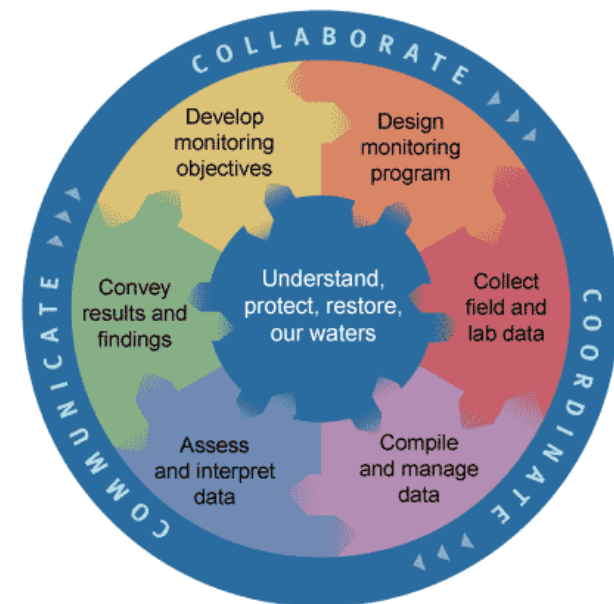 COLLABORATE
Develop
monitoring
objectives
Design
monitoring
program
Convey
results and
findings
Understand,
protect, restore,
our waters
Collect
field and
lab data
Assess
and interpret
data
Compile
and manage
data
COORDINATE
COMMUNICATE